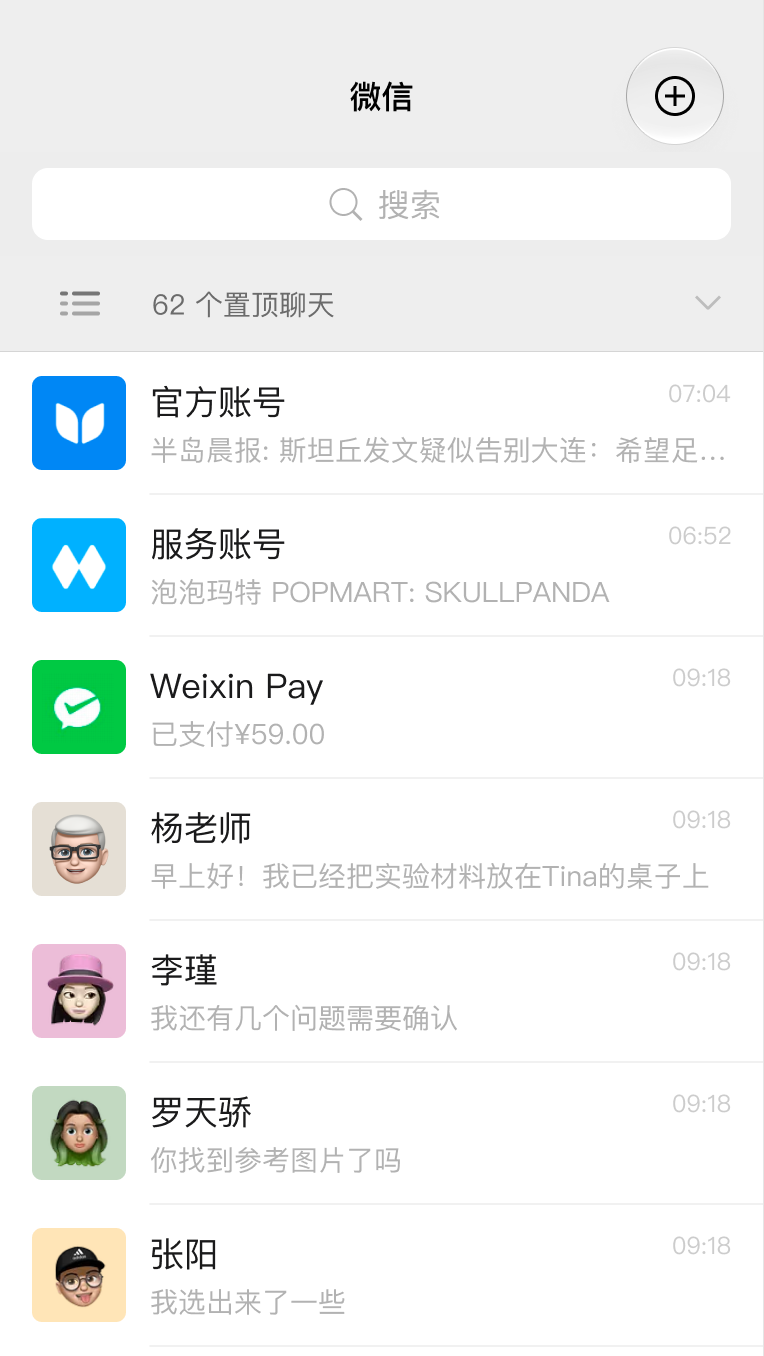 微信
搜索
62 个置顶聊天
官方账号
07:04
半岛晨报: 斯坦丘发文疑似告别大连：希望足...
服务账号
06:52
泡泡玛特 POPMART: SKULLPANDA
Weixin Pay
09:18
已支付¥59.00
杨老师
09:18
早上好！我已经把实验材料放在Tina的桌子上
李瑾
09:18
我还有几个问题需要确认
罗天骄
09:18
你找到参考图片了吗
张阳
09:18
我选出来了一些